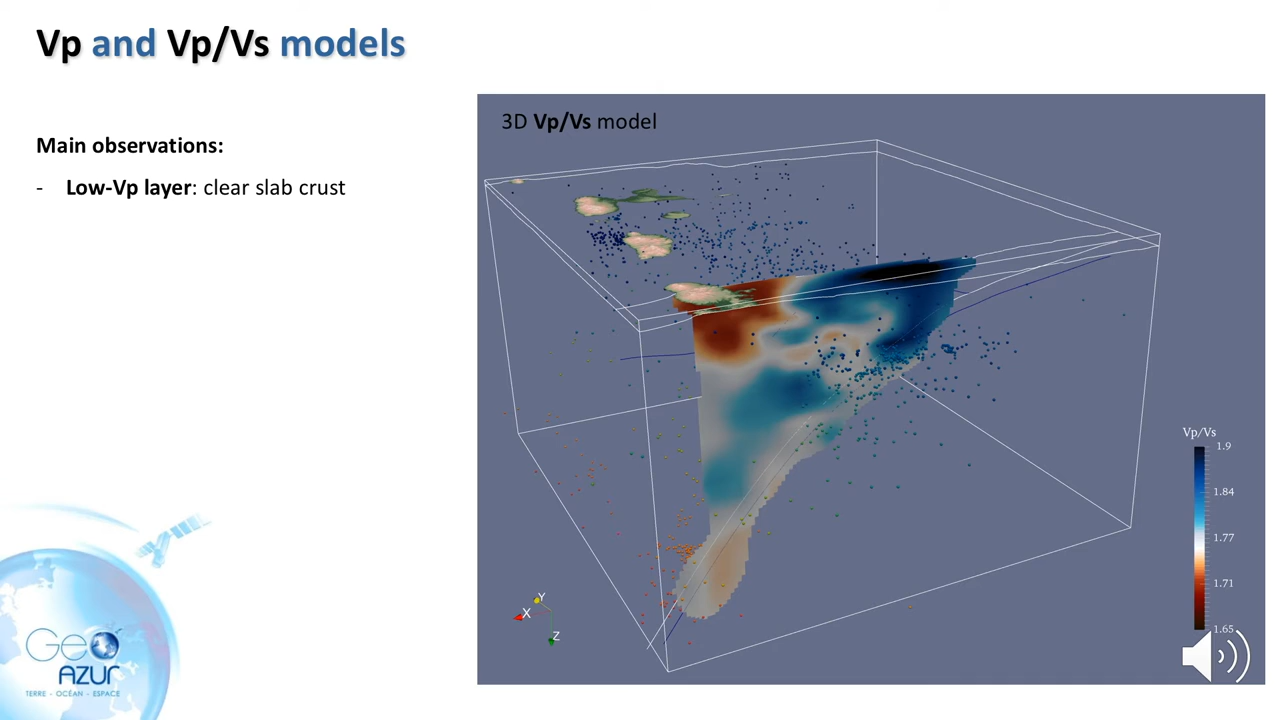 Vp and Vp/Vs models
Main observations:
- Low-Vp layer: clear slab crust
3D Vp/Vs model
Vp/Vs
1.9
1.84
1.77
1.71
1.65
Y
X
Z
Geo
AZUR
TERRE - OCÉAN - ESPACE